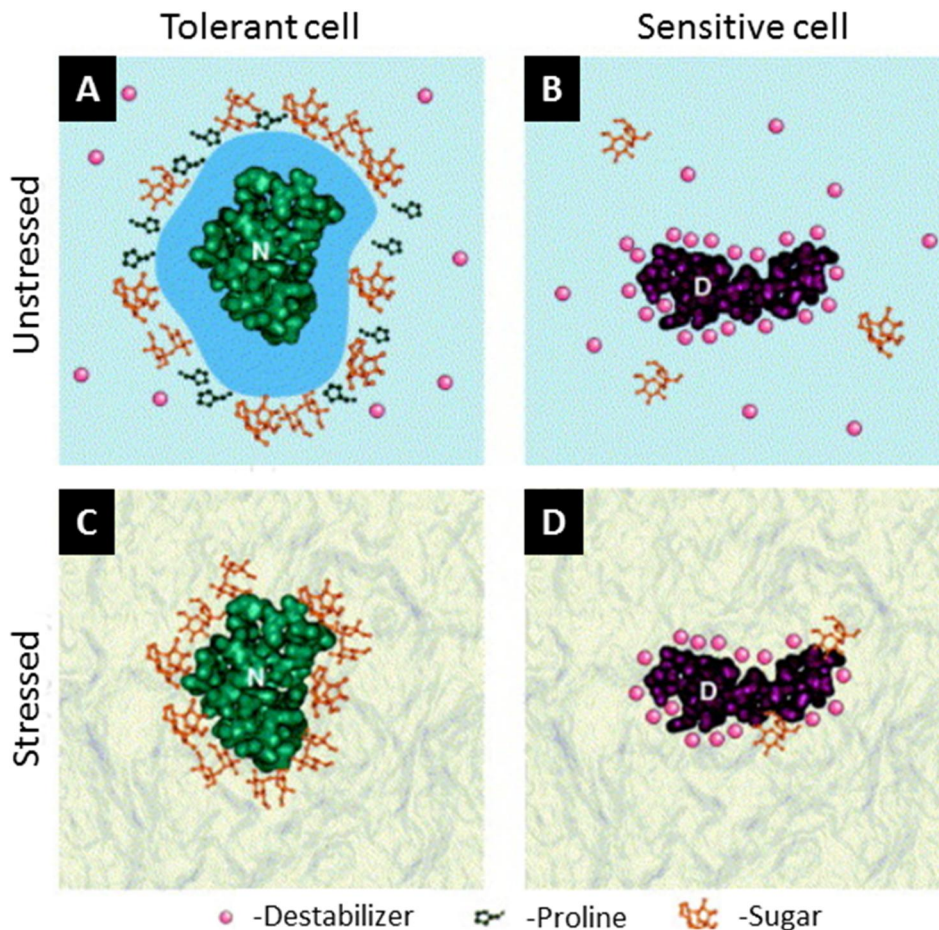 Tolerant cell
Sensitive cell
Unstressed
A
N
B
D
Stressed
C
N
D
D
-Destabilizer
-Proline
-Sugar